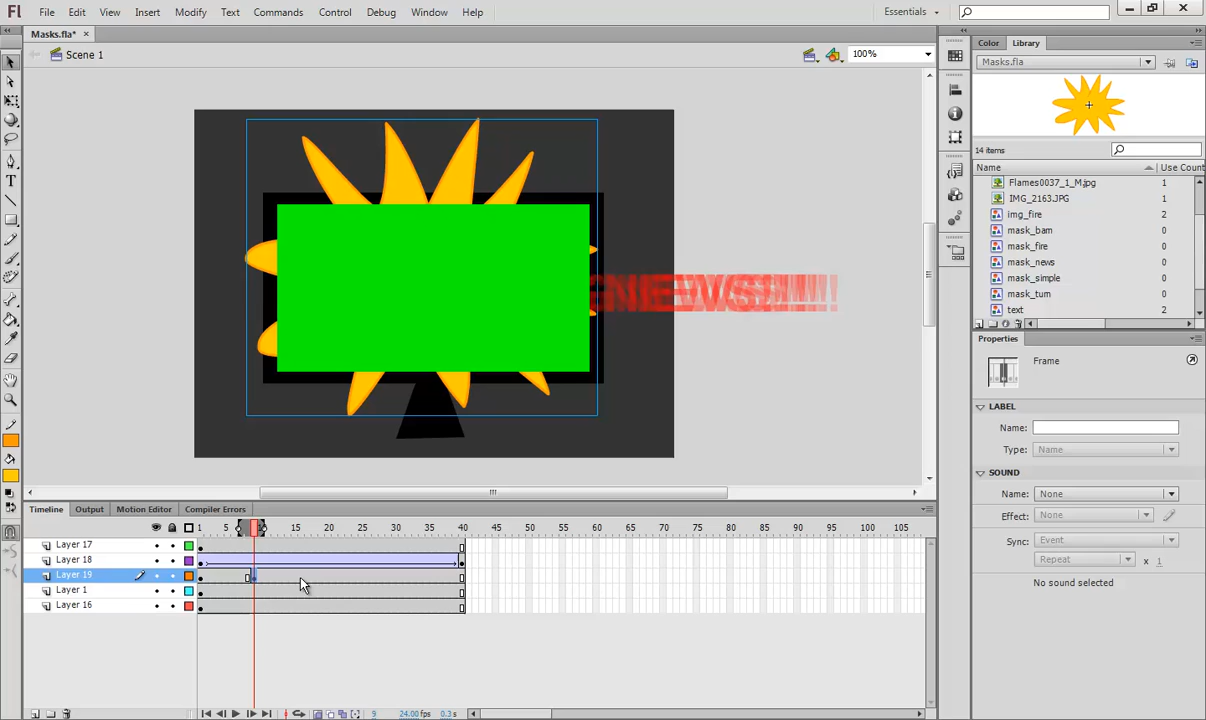 Fl File Edit View Insert Modify Text Commands Control Debug Window Help Essentials
Masks.fla* ×
Scene 1
100%
Color Library
Masks.fla
14 items
Name Use Count
Flames0037_1_M.jpg 1
IMG_2163.JPG 1
img_fire 2
mask_bam 0
mask_fire 0
mask_news 0
mask_simple 0
mask_tum 0
text 2
Properties
Frame
LABEL
Name:
Type: Name
SOUND
Name: None
Effect: None
Sync: Event
Repeat x 1
No sound selected
NEWS!!!!
Timeline Output Motion Editor Compiler Errors
1 5 15 20 25 30 35 40 45 50 55 60 65 70 75 80 85 90 95 100 105
Layer 17
Layer 18
Layer 19
Layer 1
Layer 16
9 24.00 fps 0.3 s